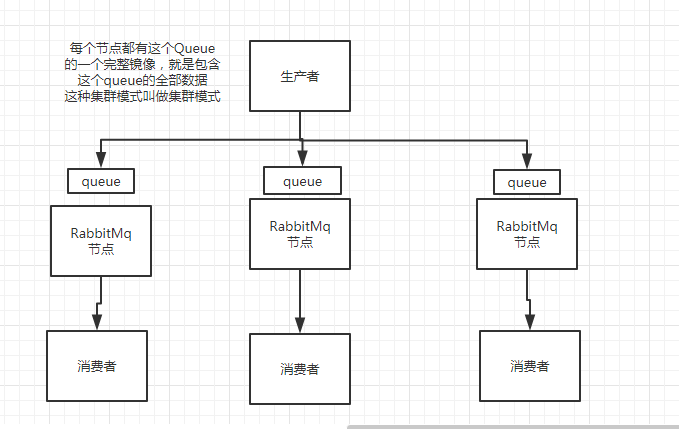 每个节点都有这个Queue
的一个完整镜像，就是包含
这个queue的全部数据
这种集群模式叫做集群模式
生产者
queue
queue
queue
RabbitMq
节点
RabbitMq
节点
RabbitMq
节点
消费者
消费者
消费者